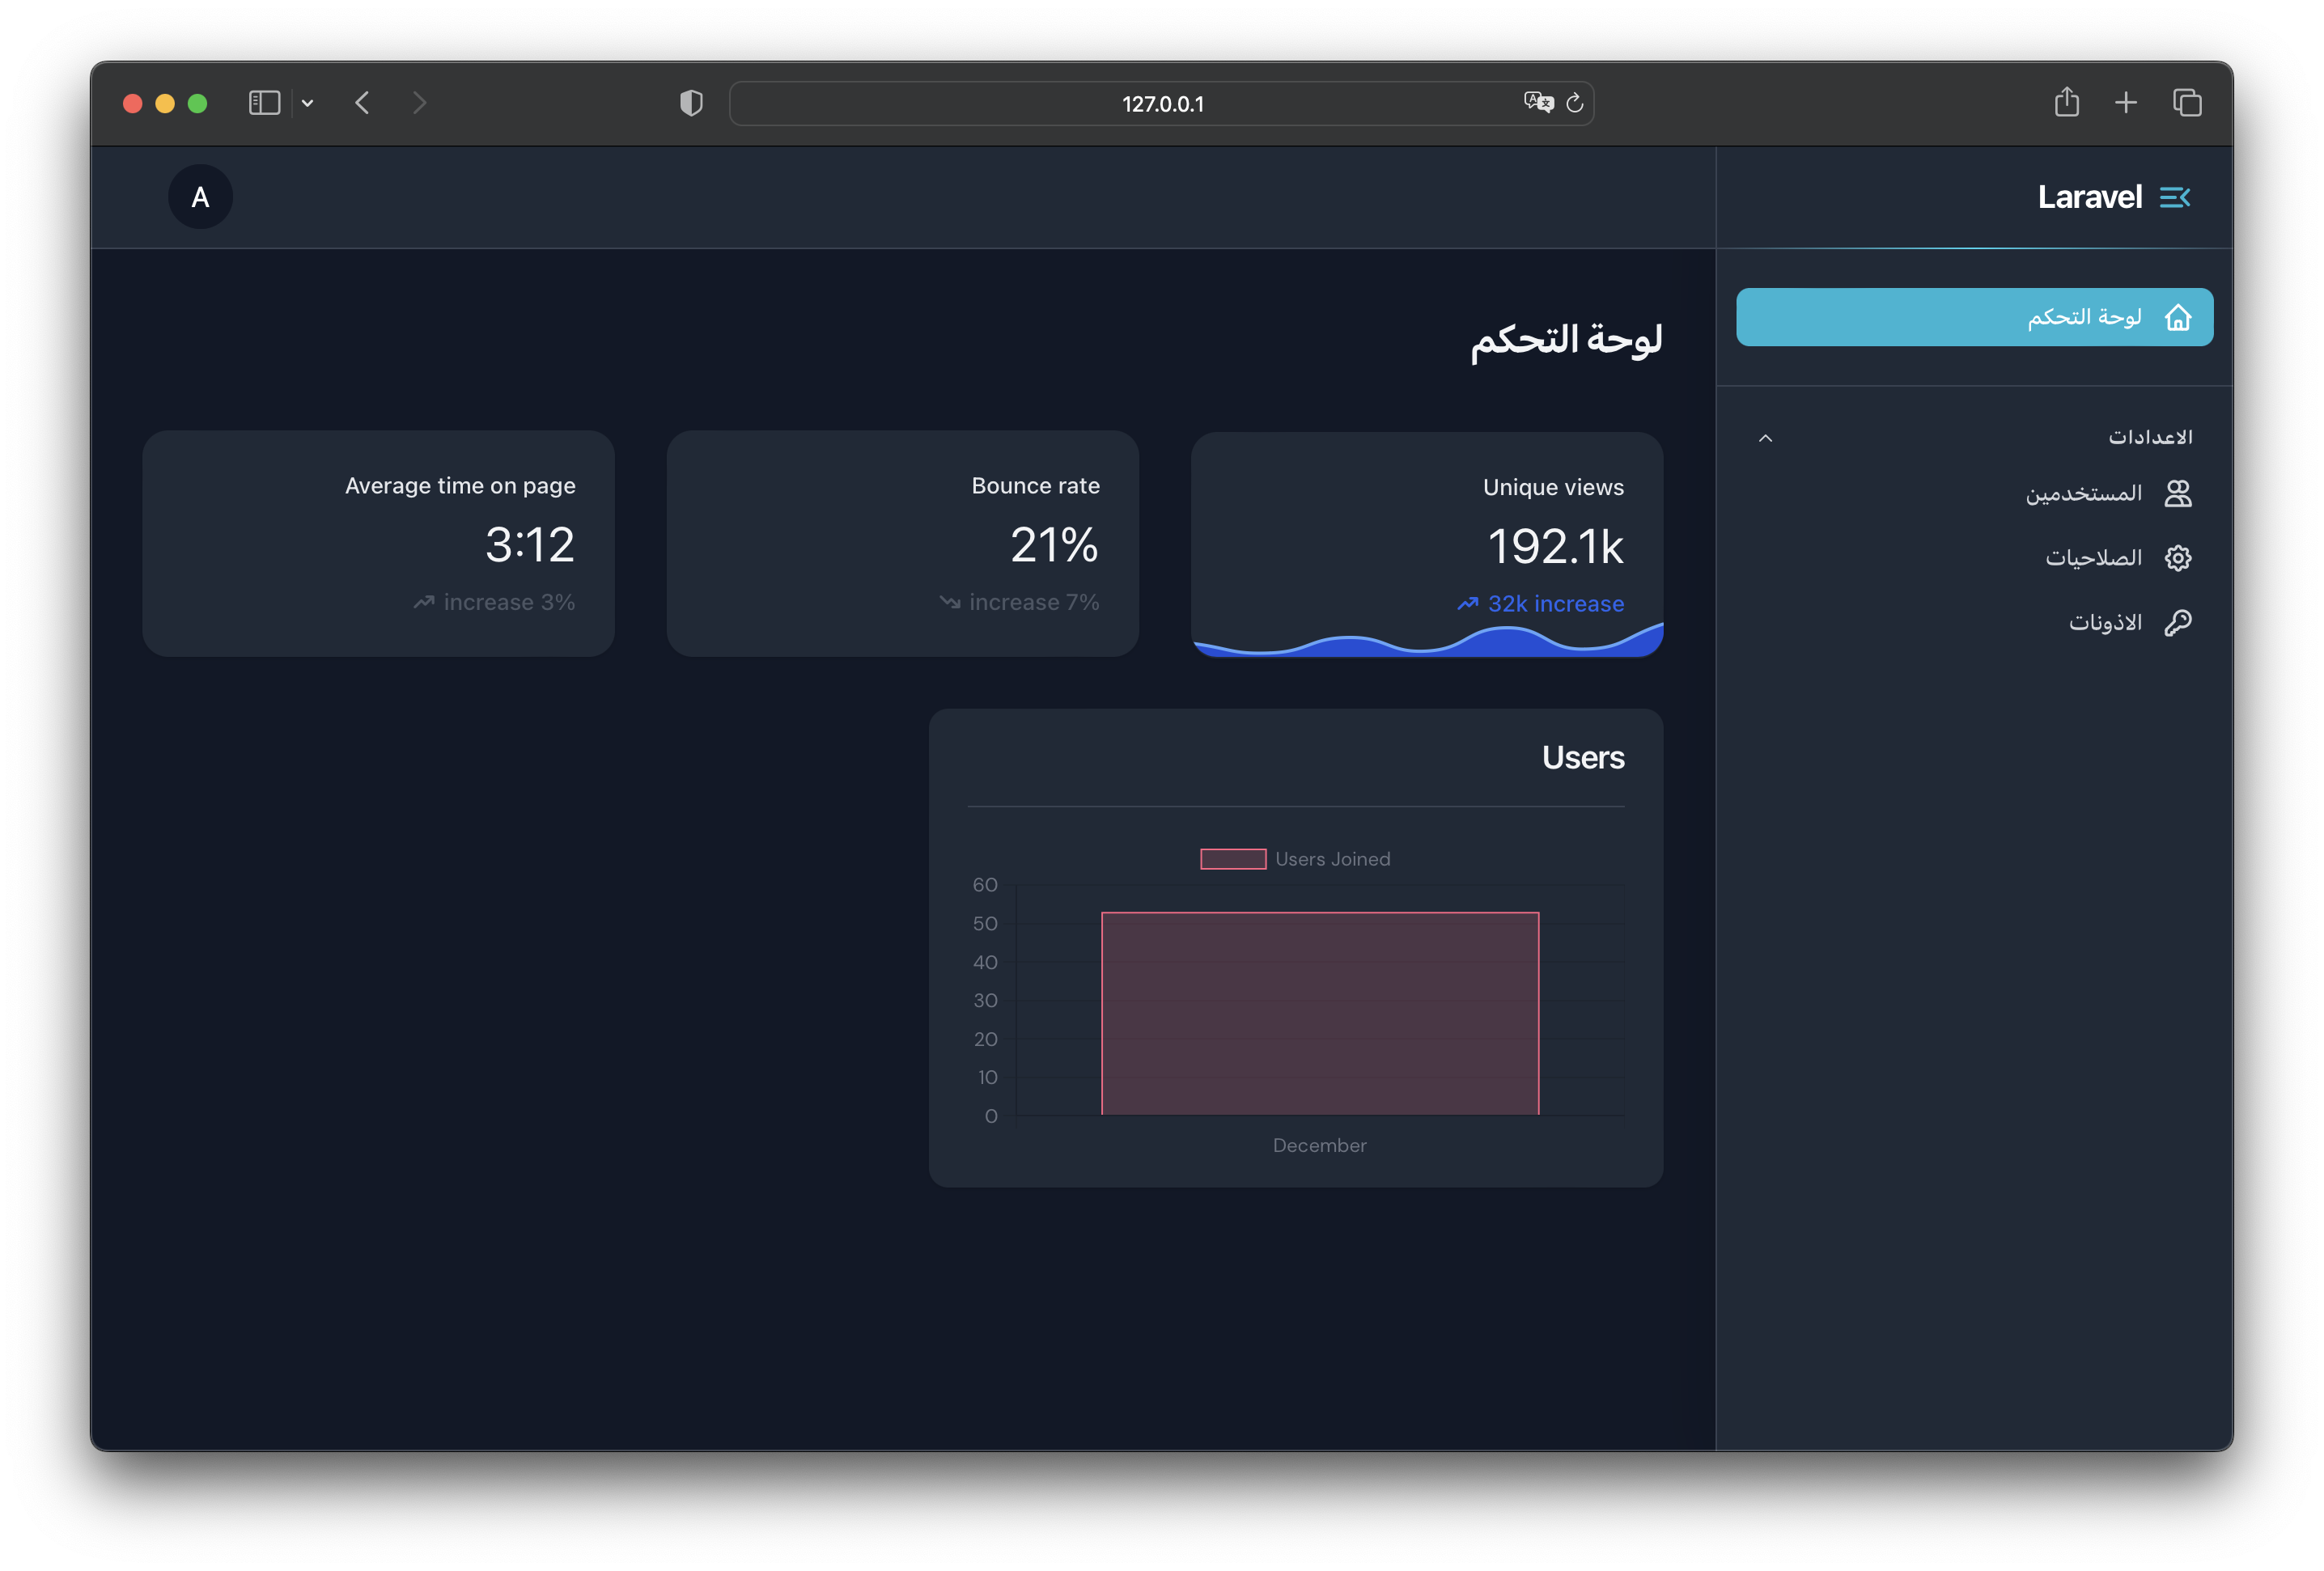 127.0.0.1
Laravel
A
لوحة التحكم
الاعدادات
المستخدمين
الصلاحيات
الاذونات
لوحة التحكم
Unique views
192.1k
32k increase
Bounce rate
21%
increase 7%
Average time on page
3:12
increase 3%
Users
Users Joined
60
50
40
30
20
10
0
December